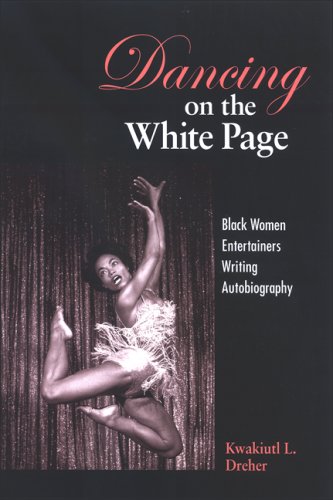 Dancing
on the
White Page
Black Women
Entertainers
Writing
Autobiography
Kwakiutl L.
Dreher